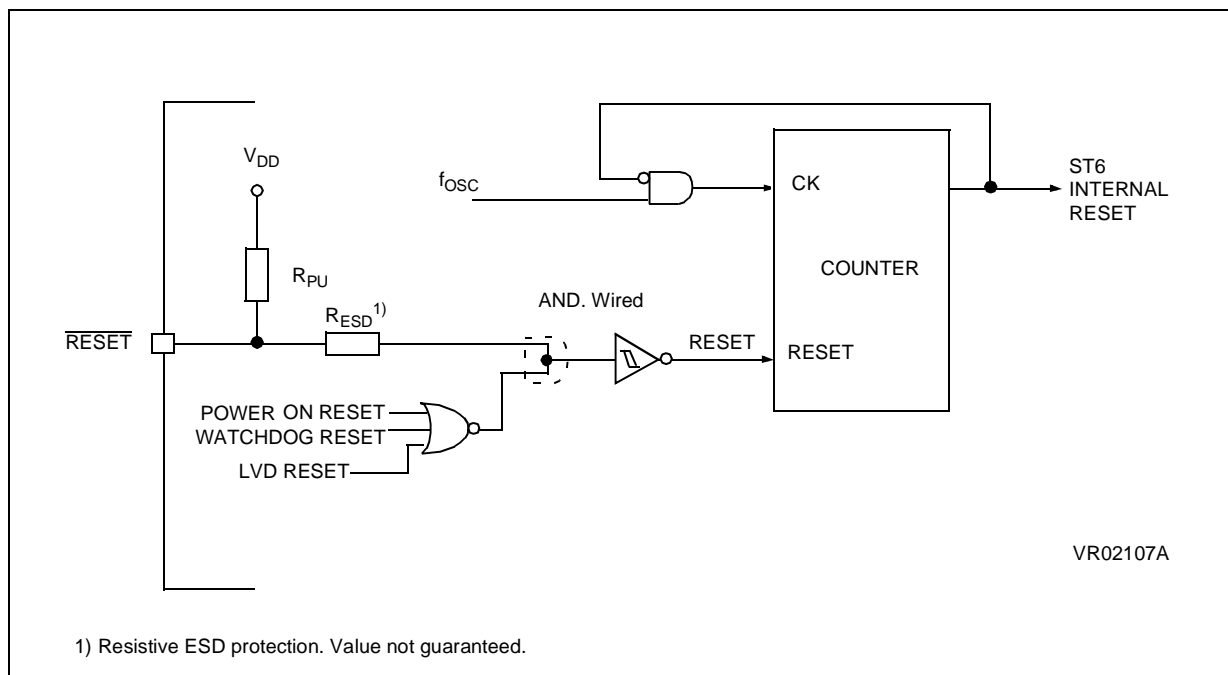 V_DD
f_OSC
CK
ST6
INTERNAL
RESET
COUNTER
R_PU
AND. Wired
R_ESD 1)
RESET
RESET
RESET
POWER ON RESET
WATCHDOG RESET
LVD RESET
VR02107A
1) Resistive ESD protection. Value not guaranteed.